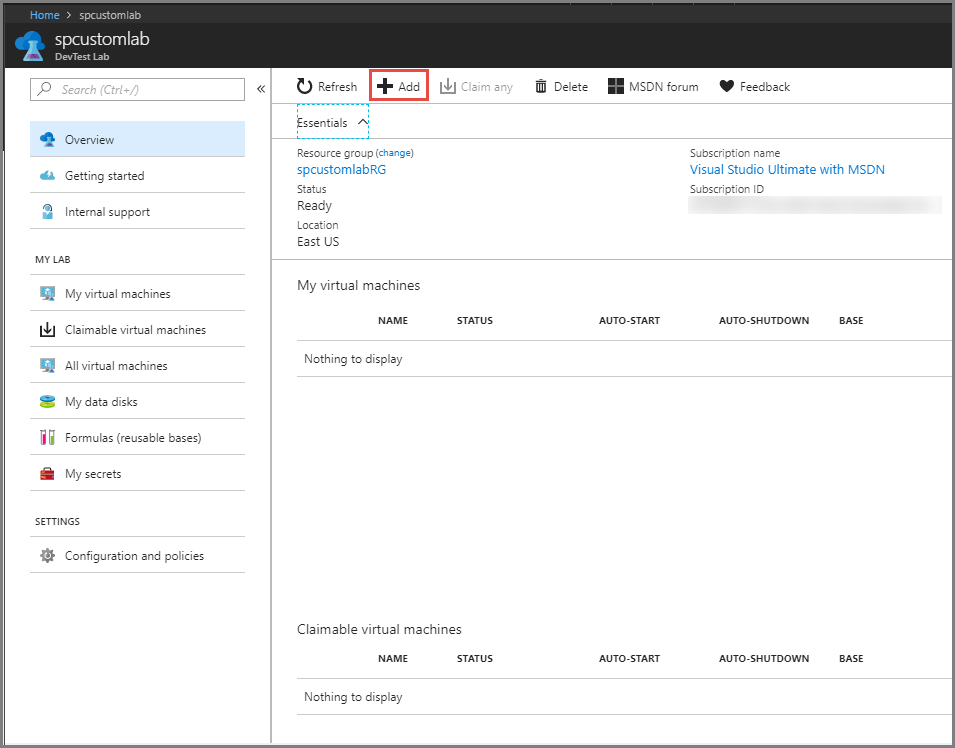 Home > spcustomlab
spcustomlab
DevTest Lab
Search (Ctrl+/)
«
Overview
Getting started
Internal support
MY LAB
My virtual machines
Claimable virtual machines
All virtual machines
My data disks
Formulas (reusable bases)
My secrets
SETTINGS
Configuration and policies
Refresh Add Claim any Delete MSDN forum Feedback
Essentials
Resource group (change)
spcustomlabRG
Status
Ready
Location
East US
Subscription name
Visual Studio Ultimate with MSDN
Subscription ID
My virtual machines
NAME STATUS AUTO-START AUTO-SHUTDOWN BASE
Nothing to display
Claimable virtual machines
NAME STATUS AUTO-START AUTO-SHUTDOWN BASE
Nothing to display